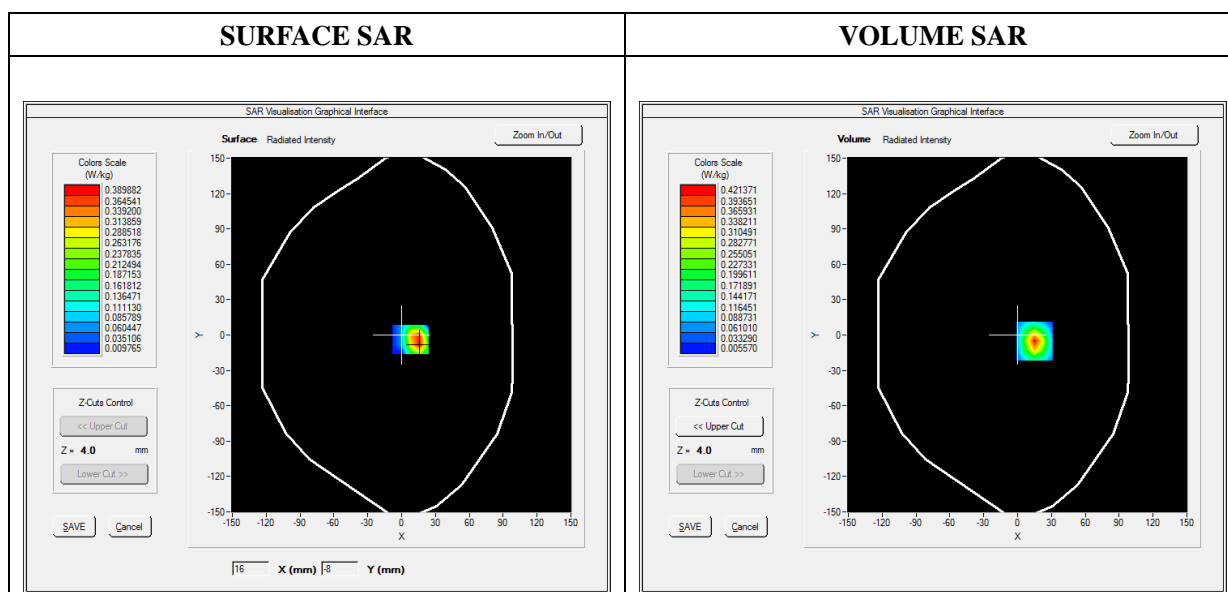 SURFACE SAR
VOLUME SAR
SAR Visualisation Graphical Interface
Surface Radiated Intensity
Zoom In/Out
Colors Scale
(W/kg)
0.389882
0.364541
0.339200
0.313859
0.288518
0.263176
0.237835
0.212494
0.187153
0.161812
0.136471
0.111130
0.085789
0.060447
0.035106
0.009765
Z-Cuts Control
<< Upper Cut
Z = 4.0 mm
Lower Cut >>
SAVE Cancel
150
120
90
60
30
0
-30
-60
-90
-120
-150
Y
-150 -120 -90 -60 -30 0 30 60 90 120 150
X
16 X (mm) -8 Y (mm)
SAR Visualisation Graphical Interface
Volume Radiated Intensity
Zoom In/Out
Colors Scale
(W/kg)
0.421371
0.393651
0.365931
0.338211
0.310491
0.282771
0.255051
0.227331
0.199611
0.171891
0.144171
0.116451
0.088731
0.061010
0.033290
0.005570
Z-Cuts Control
<< Upper Cut
Z = 4.0 mm
Lower Cut >>
SAVE Cancel
150
120
90
60
30
0
-30
-60
-90
-120
-150
Y
-150 -120 -90 -60 -30 0 30 60 90 120 150
X